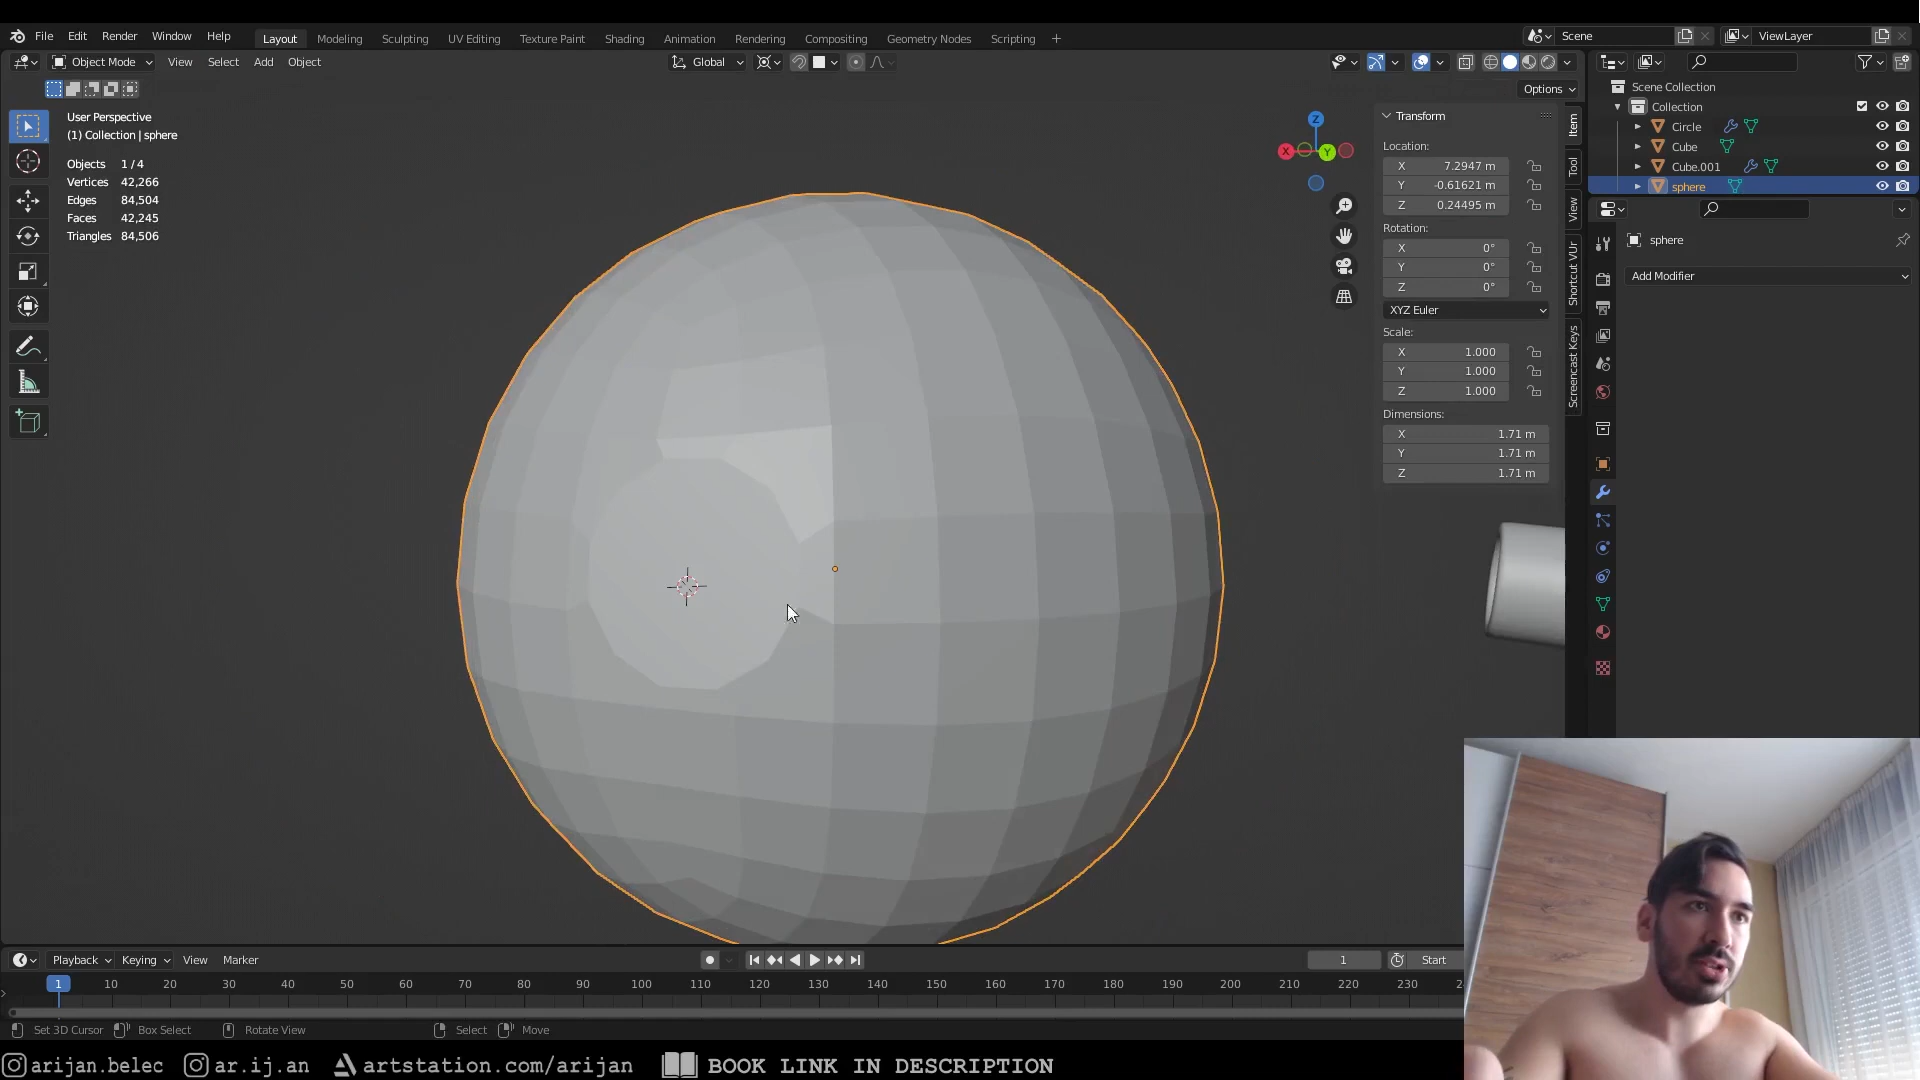 File Edit Render Window Help Layout Modeling Sculpting UV Editing Texture Paint Shading Animation Rendering Compositing Geometry Nodes Scripting + Scene ViewLayer
Object Mode View Select Add Object Global
Options
User Perspective
(1) Collection | sphere
Objects 1 / 4
Vertices 42,266
Edges 84,504
Faces 42,245
Triangles 84,506
Z
X
Y
Transform
Location:
X 7.2947 m
Y -0.61621 m
Z 0.24495 m
Rotation:
X 0°
Y 0°
Z 0°
XYZ Euler
Scale:
X 1.000
Y 1.000
Z 1.000
Dimensions:
X 1.71 m
Y 1.71 m
Z 1.71 m
Item
Tool
View
Shortcut VUr
Screencast Keys
Scene Collection
Collection
Circle
Cube
Cube.001
sphere
sphere
Add Modifier
Playback Keying View Marker 1 Start
1 10 20 30 40 50 60 70 80 90 100 110 120 130 140 150 160 170 180 190 200 210 220 230
Set 3D Cursor Box Select Rotate View Select Move
arijan.belec ar.ij.an artstation.com/arijan BOOK LINK IN DESCRIPTION